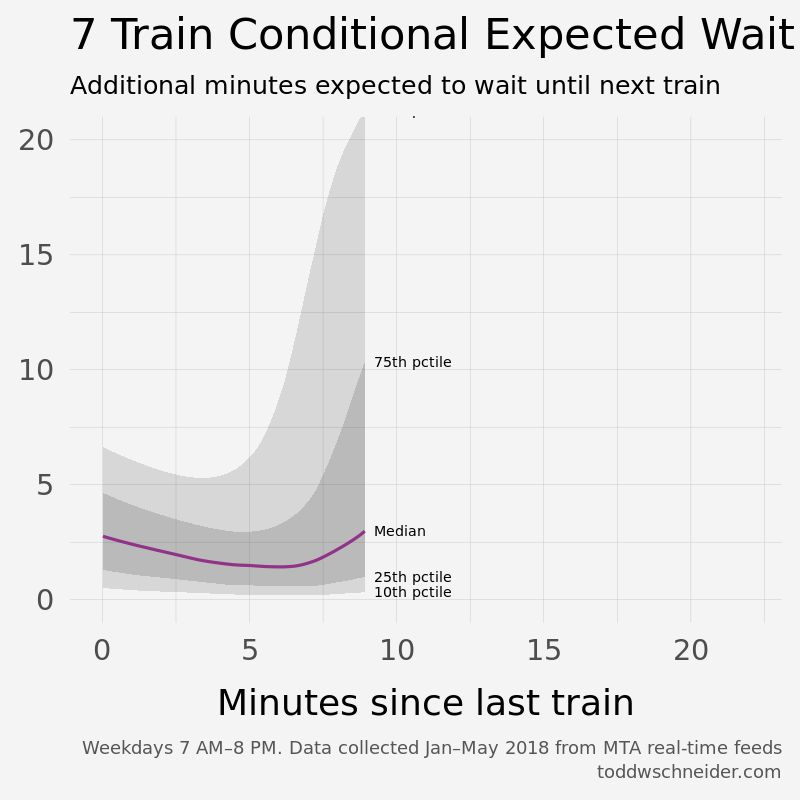 7 Train Conditional Expected Wait
Additional minutes expected to wait until next train
20
15
10
5
0
75th pctile
Median
25th pctile
10th pctile
0 5 10 15 20
Minutes since last train
Weekdays 7 AM–8 PM. Data collected Jan–May 2018 from MTA real-time feeds
toddwschneider.com